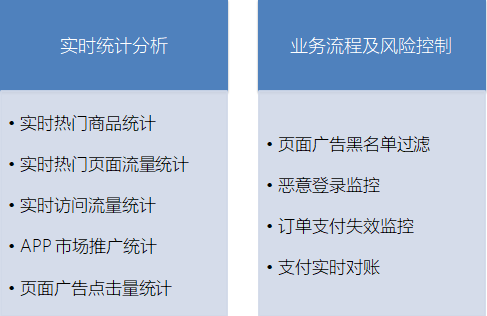 实时统计分析
• 实时热门商品统计
• 实时热门页面流量统计
• 实时访问流量统计
• APP 市场推广统计
• 页面广告点击量统计
业务流程及风险控制
• 页面广告黑名单过滤
• 恶意登录监控
• 订单支付失效监控
• 支付实时对账